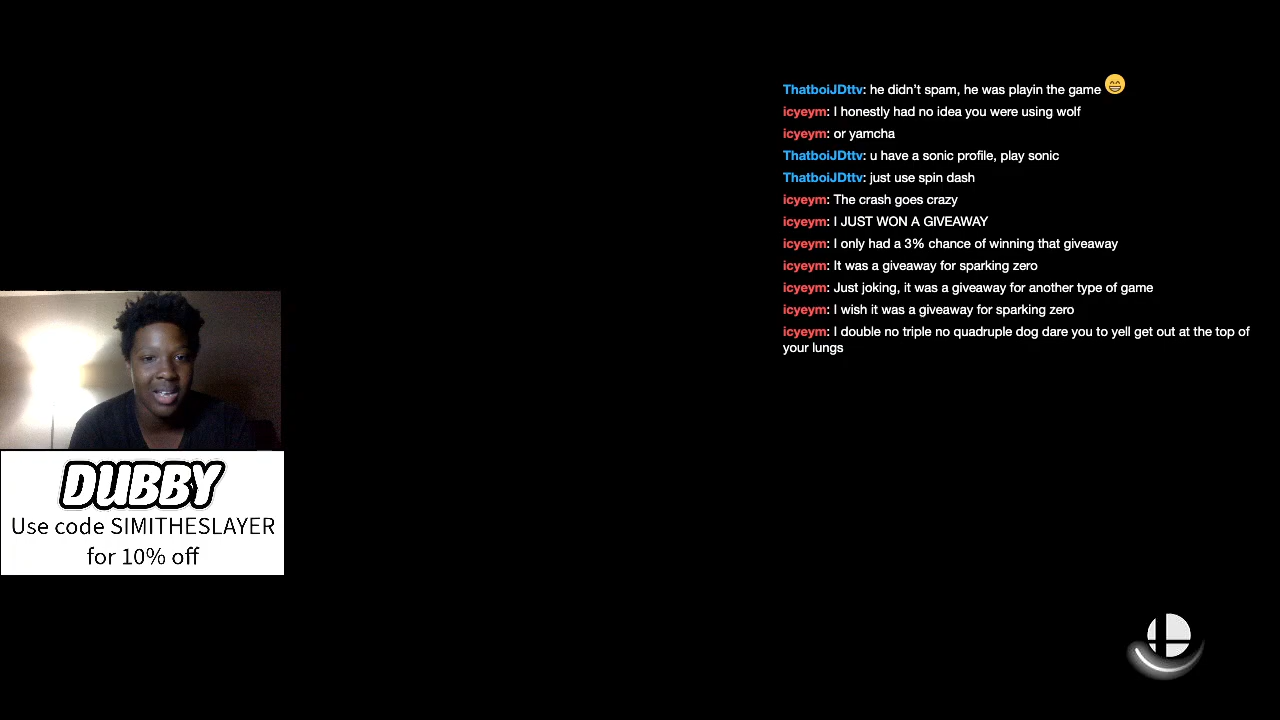 ThatboiJDttv: he didn't spam, he was playin the game 😁
icyeym: I honestly had no idea you were using wolf
icyeym: or yamcha
ThatboiJDttv: u have a sonic profile, play sonic
ThatboiJDttv: just use spin dash
icyeym: The crash goes crazy
icyeym: I JUST WON A GIVEAWAY
icyeym: I only had a 3% chance of winning that giveaway
icyeym: It was a giveaway for sparking zero
icyeym: Just joking, it was a giveaway for another type of game
icyeym: I wish it was a giveaway for sparking zero
icyeym: I double no triple no quadruple dog dare you to yell get out at the top of
your lungs
DUBBY
Use code SIMITHESLAYER
for 10% off